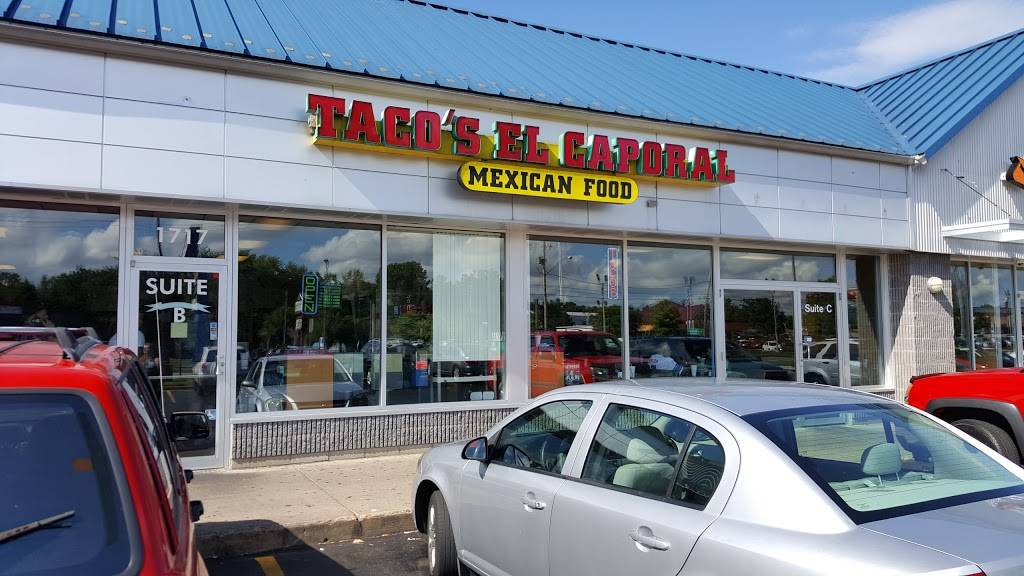 TACO'S EL CAPORAL
MEXICAN FOOD
1717
SUITE
B
Suite C